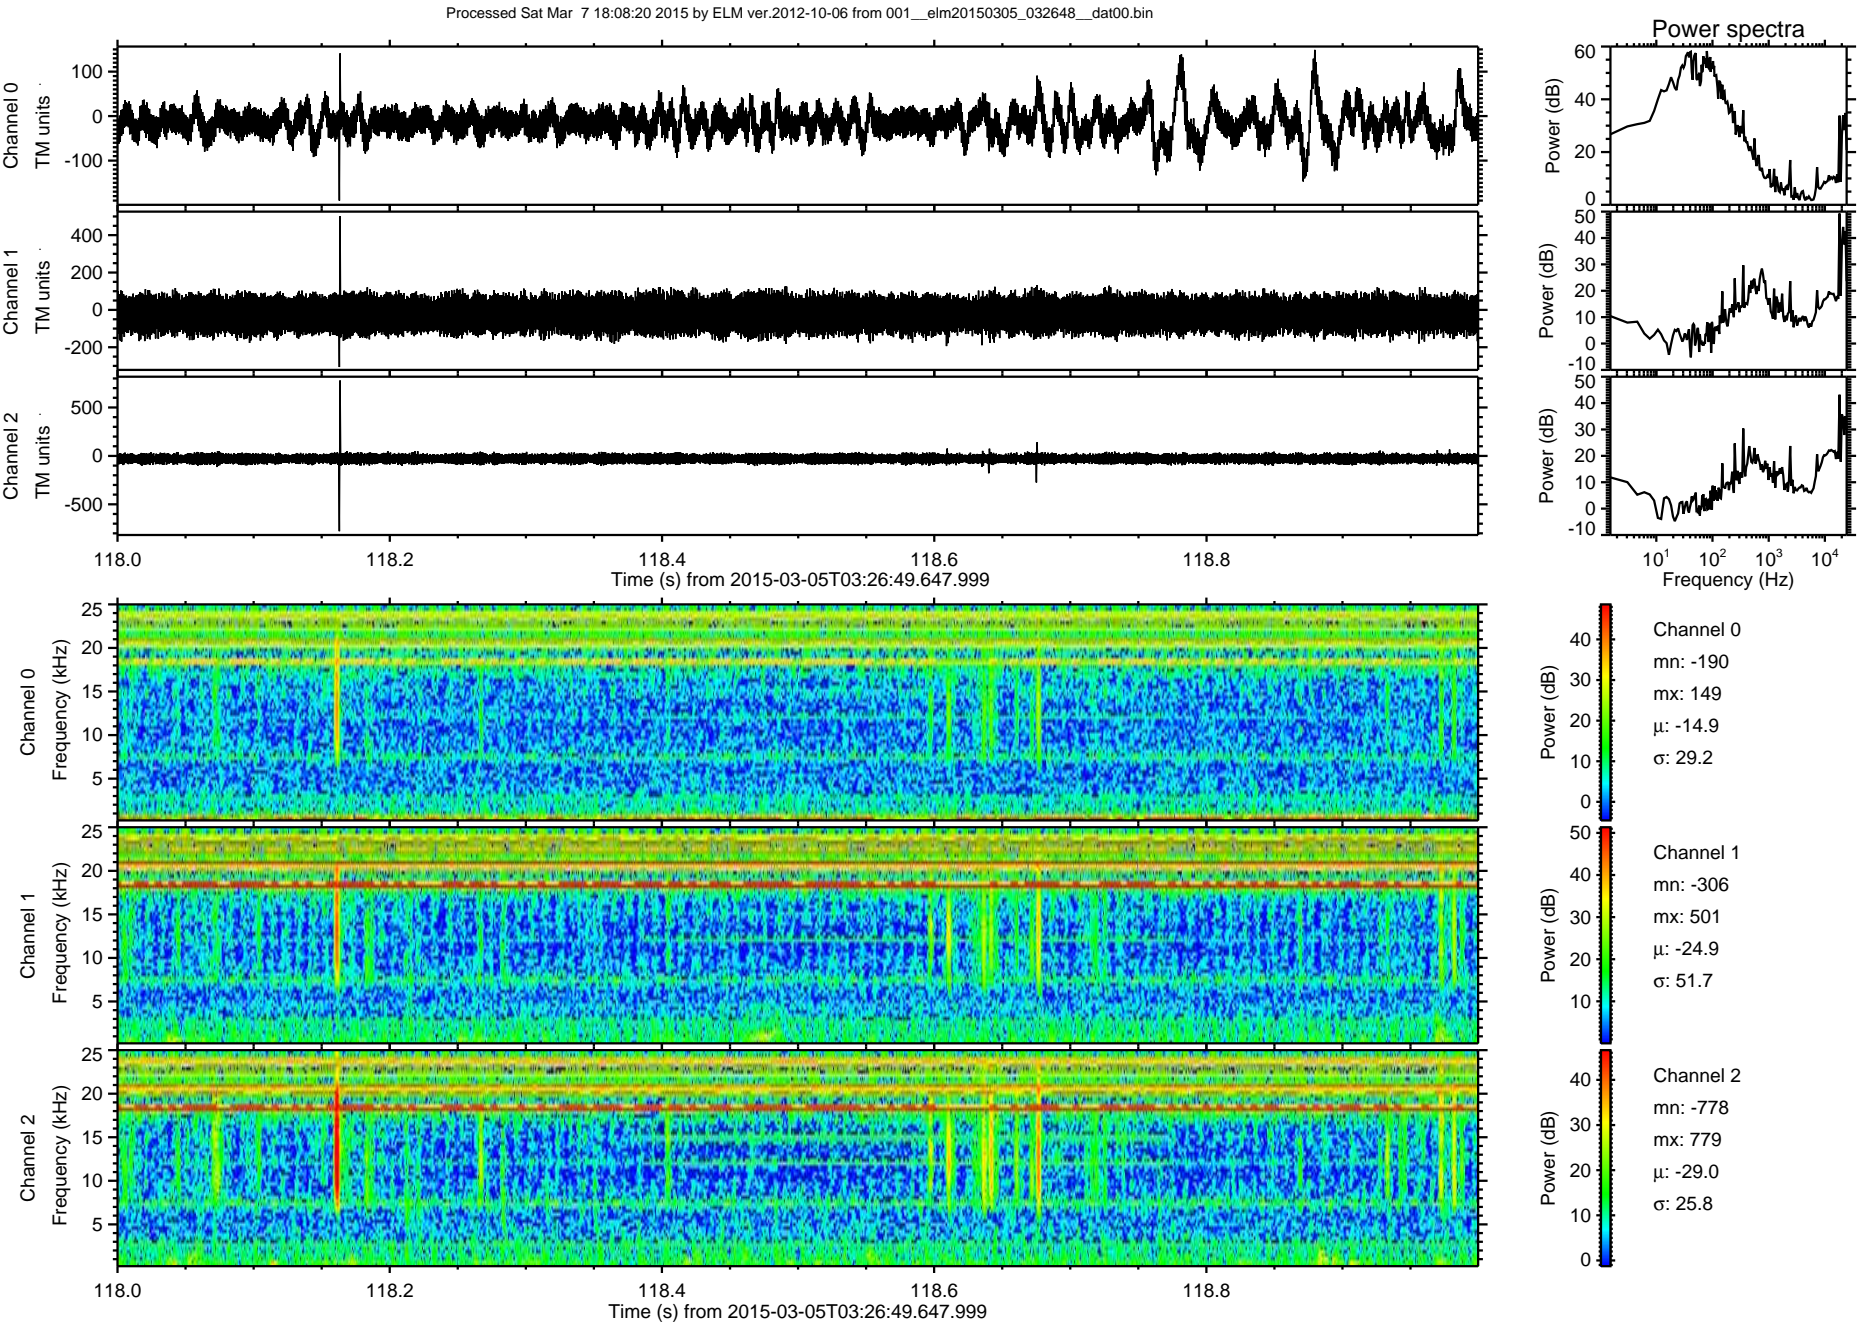 Processed Sat Mar  7 18:08:20 2015 by ELM ver.2012-10-06 from 001__elm20150305_032648__dat00.bin
Power spectra
Channel 0
TM units
100
0
-100
Power (dB)
60
40
20
0
Channel 1
TM units
400
200
0
-200
Power (dB)
50
40
30
20
10
0
-10
Channel 2
TM units
500
0
-500
Power (dB)
50
40
30
20
10
0
-10
118.0 118.2 118.4 118.6 118.8
Time (s) from 2015-03-05T03:26:49.647.999
10^1 10^2 10^3 10^4
Frequency (Hz)
Channel 0
Frequency (kHz)
25
20
15
10
5
Power (dB)
40
30
20
10
0
Channel 0
mn: -190
mx: 149
μ: -14.9
σ: 29.2
Channel 1
Frequency (kHz)
25
20
15
10
5
Power (dB)
50
40
30
20
10
Channel 1
mn: -306
mx: 501
μ: -24.9
σ: 51.7
Channel 2
Frequency (kHz)
25
20
15
10
5
Power (dB)
40
30
20
10
0
Channel 2
mn: -778
mx: 779
μ: -29.0
σ: 25.8
118.0 118.2 118.4 118.6 118.8
Time (s) from 2015-03-05T03:26:49.647.999